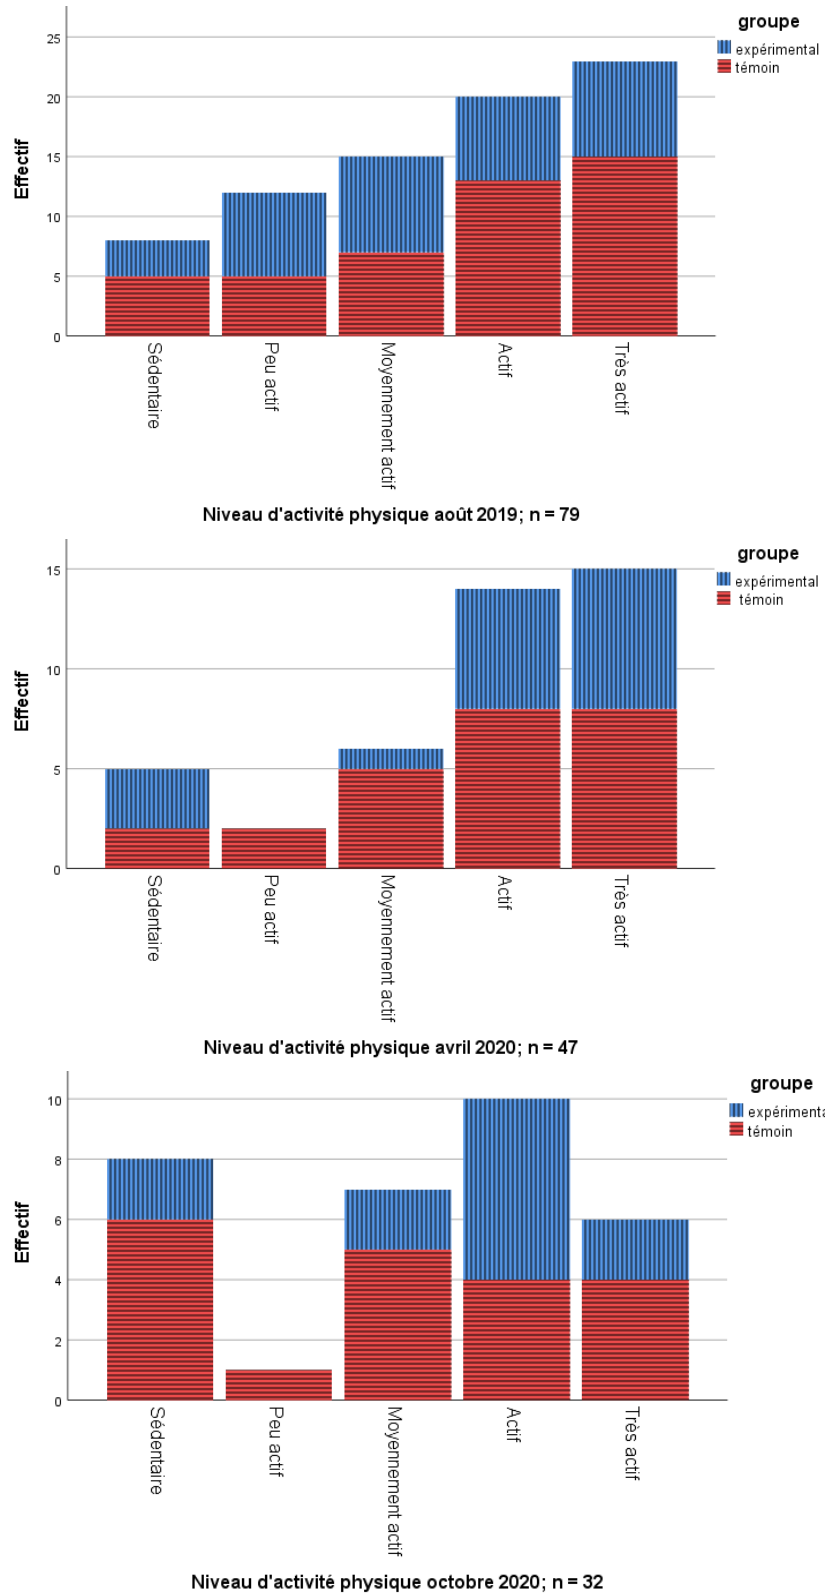 groupe
expérimental
témoin
25
20
15
10
5
0
Effectif
Sédentaire
Peu actif
Moyennement actif
Actif
Très actif
Niveau d'activité physique août 2019; n = 79
groupe
expérimental
témoin
15
10
5
0
Effectif
Sédentaire
Peu actif
Moyennement actif
Actif
Très actif
Niveau d'activité physique avril 2020; n = 47
groupe
expérimenta
témoin
10
8
6
4
2
0
Effectif
Sédentaire
Peu actif
Moyennement actif
Actif
Très actif
Niveau d'activité physique octobre 2020; n = 32